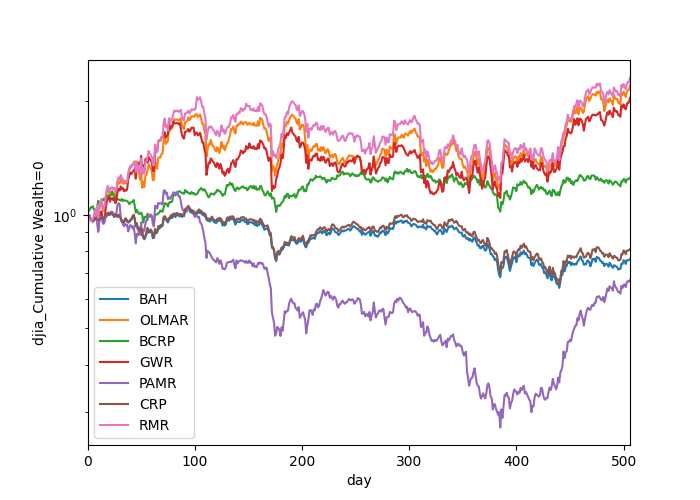 djia_Cumulative Wealth=0
10⁰
BAH
OLMAR
BCRP
GWR
PAMR
CRP
RMR
0 100 200 300 400 500
day